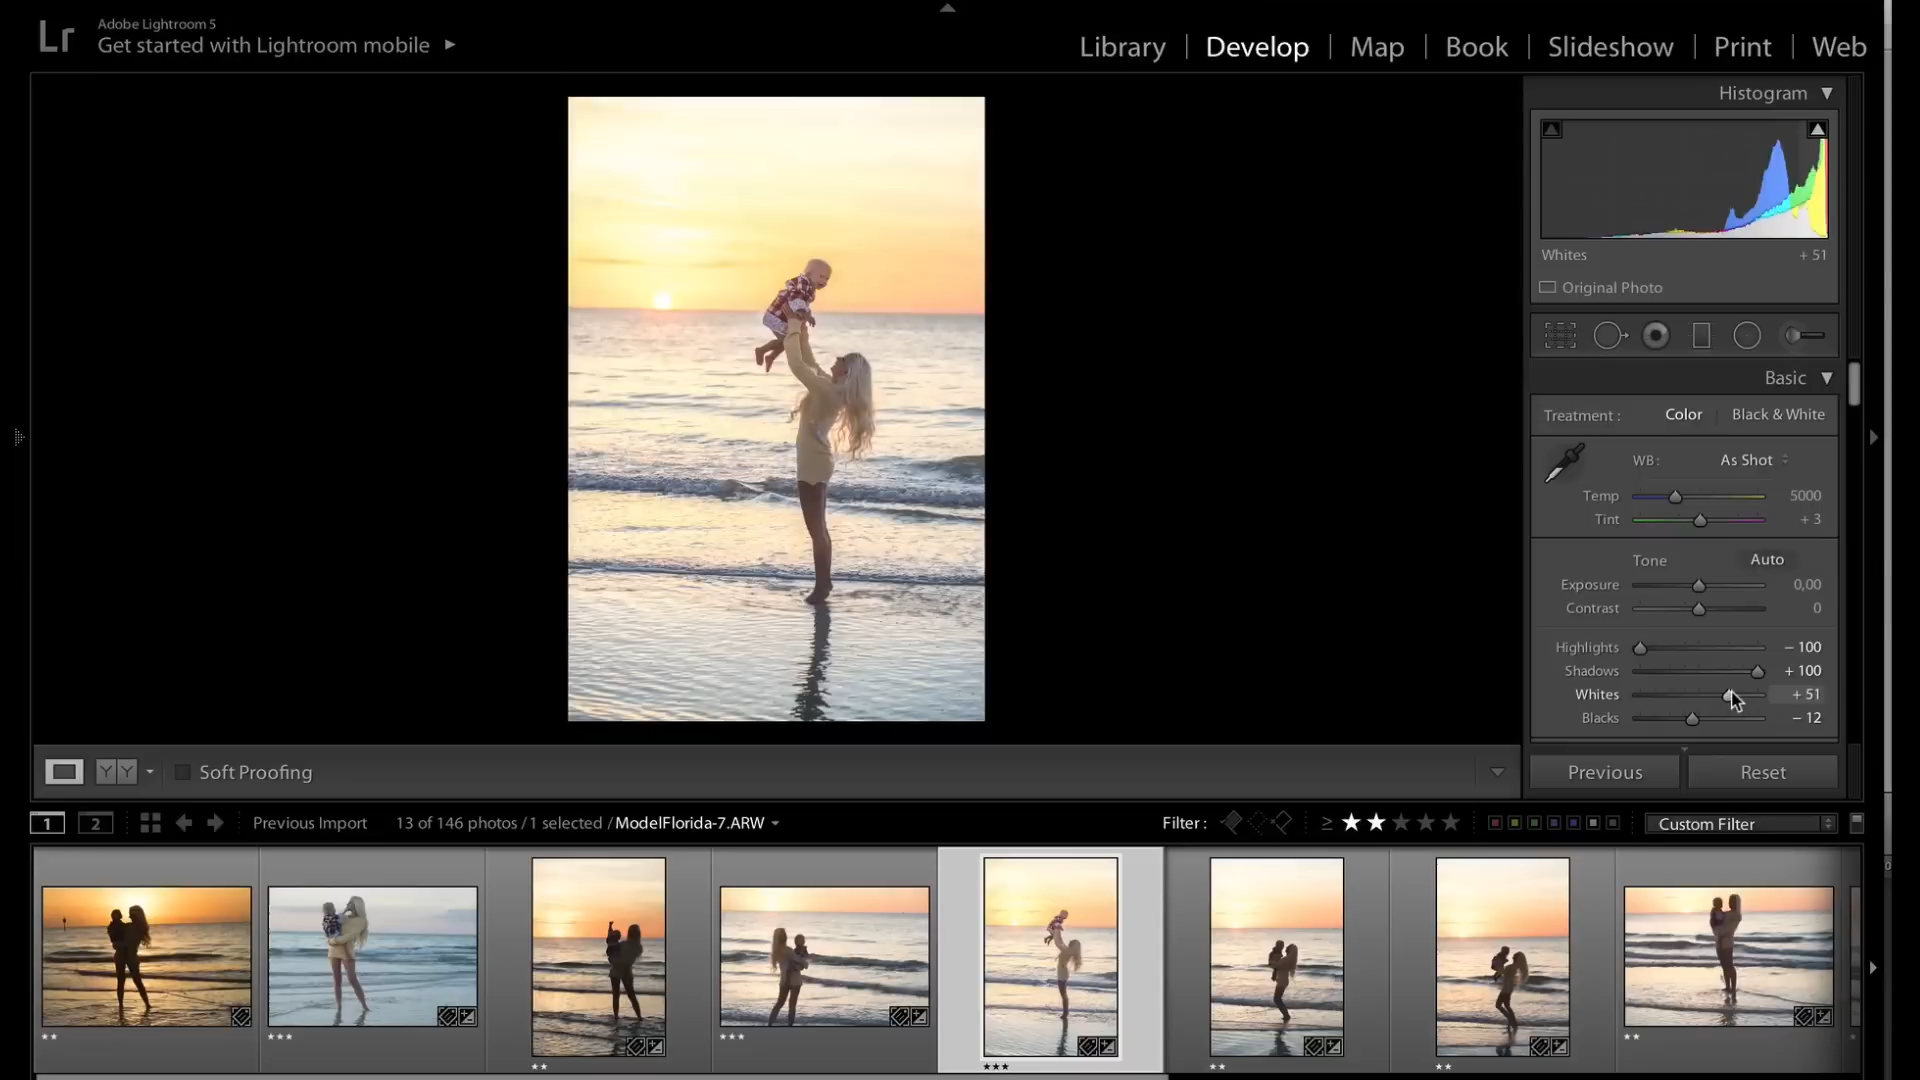 Lr
Adobe Lightroom 5
Get started with Lightroom mobile
Library | Develop | Map | Book | Slideshow | Print | Web
Histogram
Whites + 51
Original Photo
Basic
Treatment : Color Black & White
WB: As Shot
Temp 5000
Tint + 3
Tone Auto
Exposure 0,00
Contrast 0
Highlights − 100
Shadows + 100
Whites + 51
Blacks − 12
Y Y Soft Proofing
Previous Reset
1 2 Previous Import 13 of 146 photos / 1 selected / ModelFlorida-7.ARW Filter : ≥ Custom Filter